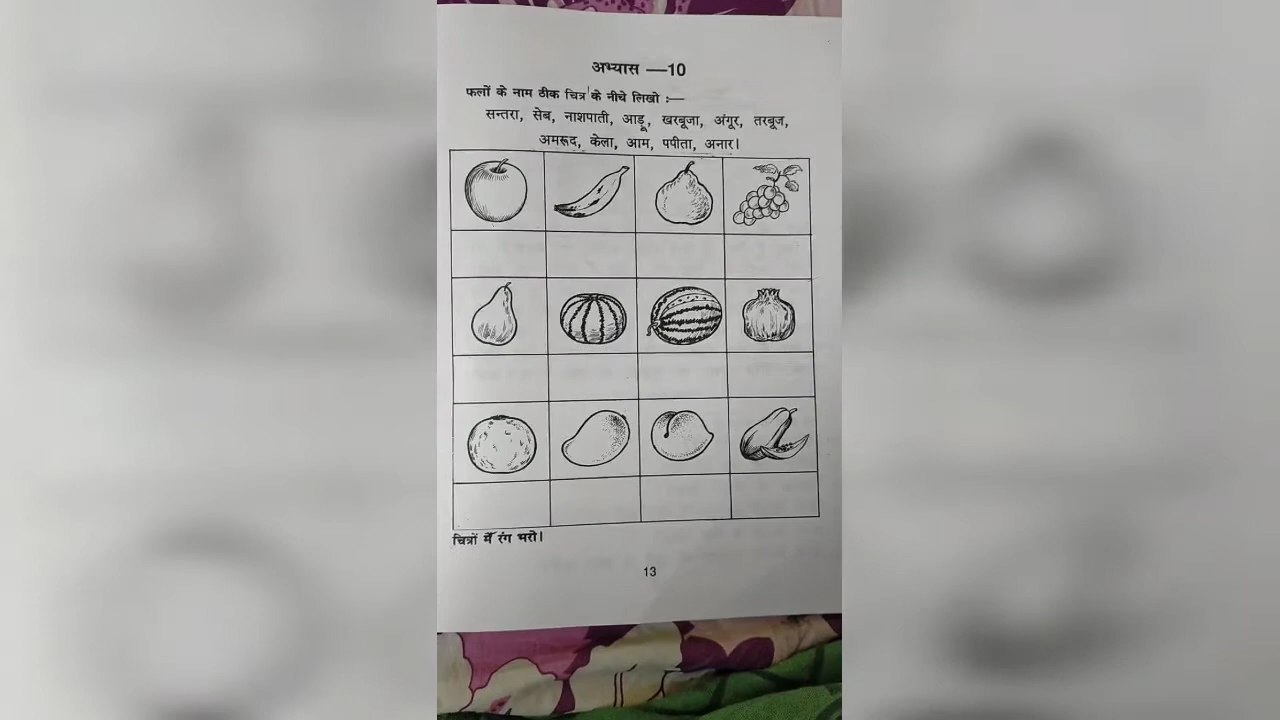 अभ्यास —10
फलों के नाम ठीक चित्र के नीचे लिखो :—
सन्तरा, सेब, नाशपाती, आड़ू, खरबूजा, अंगूर, तरबूज,
अमरूद, केला, आम, पपीता, अनार।
चित्रों में रंग भरो।
13